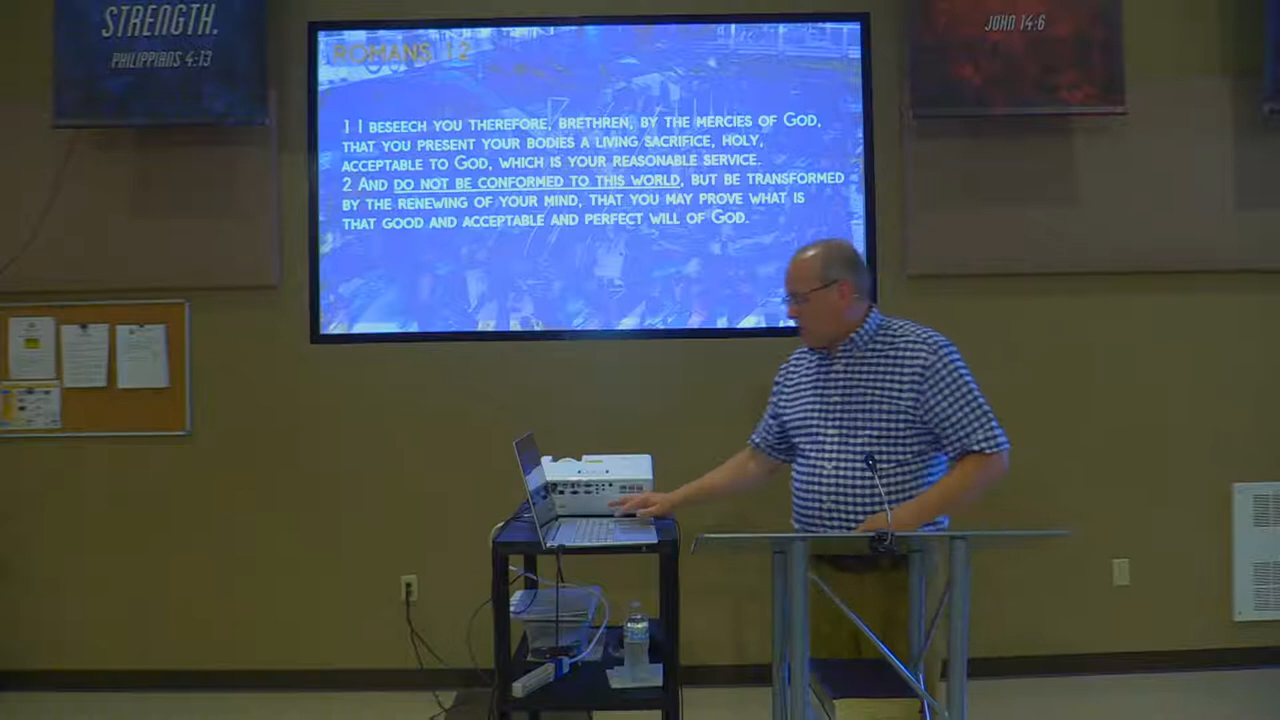 STRENGTH.
PHILIPPIANS 4:13
JOHN 14:6
ROMANS 12
1 I BESEECH YOU THEREFORE, BRETHREN, BY THE MERCIES OF GOD,
THAT YOU PRESENT YOUR BODIES A LIVING SACRIFICE, HOLY,
ACCEPTABLE TO GOD, WHICH IS YOUR REASONABLE SERVICE.
2 AND DO NOT BE CONFORMED TO THIS WORLD, BUT BE TRANSFORMED
BY THE RENEWING OF YOUR MIND, THAT YOU MAY PROVE WHAT IS
THAT GOOD AND ACCEPTABLE AND PERFECT WILL OF GOD.